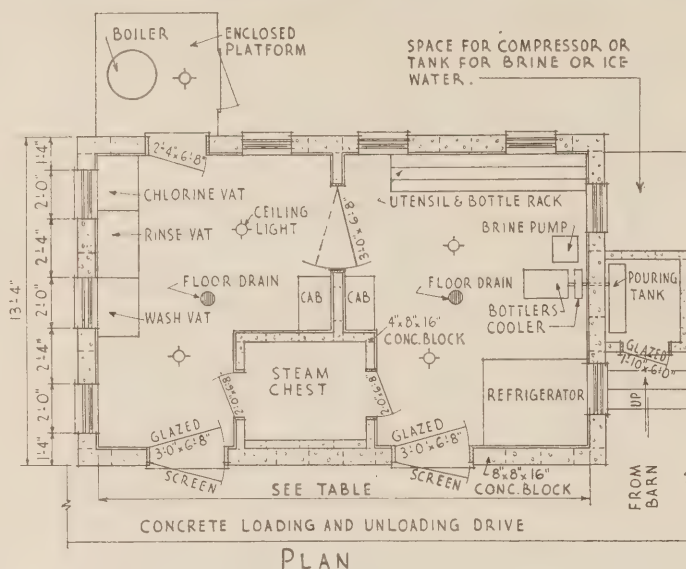 BOILER
ENCLOSED
PLATFORM
SPACE FOR COMPRESSOR OR
TANK FOR BRINE OR ICE
WATER.
2'-4"x6'-8"
13'-4"
1'-4"
2'-0"
2'-4"
2'-0"
2'-4"
2'-0"
1'-4"
CHLORINE VAT
RINSE VAT
WASH VAT
CEILING
LIGHT
FLOOR DRAIN
3'-0"x6'-8"
UTENSIL & BOTTLE RACK
BRINE PUMP
FLOOR DRAIN
BOTTLERS
COOLER
POURING
TANK
CAB
CAB
4"x8"x16"
CONC. BLOCK
STEAM
CHEST
2'-0"x6'-8"
2'-0"x6'-8"
REFRIGERATOR
GLAZED
1'-10"x6'-0"
UP
FROM
BARN
GLAZED
3'-0"x6'-8"
SCREEN
GLAZED
3'-0"x6'-8"
SCREEN
8"x8"x16"
CONC. BLOCK
SEE TABLE
CONCRETE LOADING AND UNLOADING DRIVE
PLAN